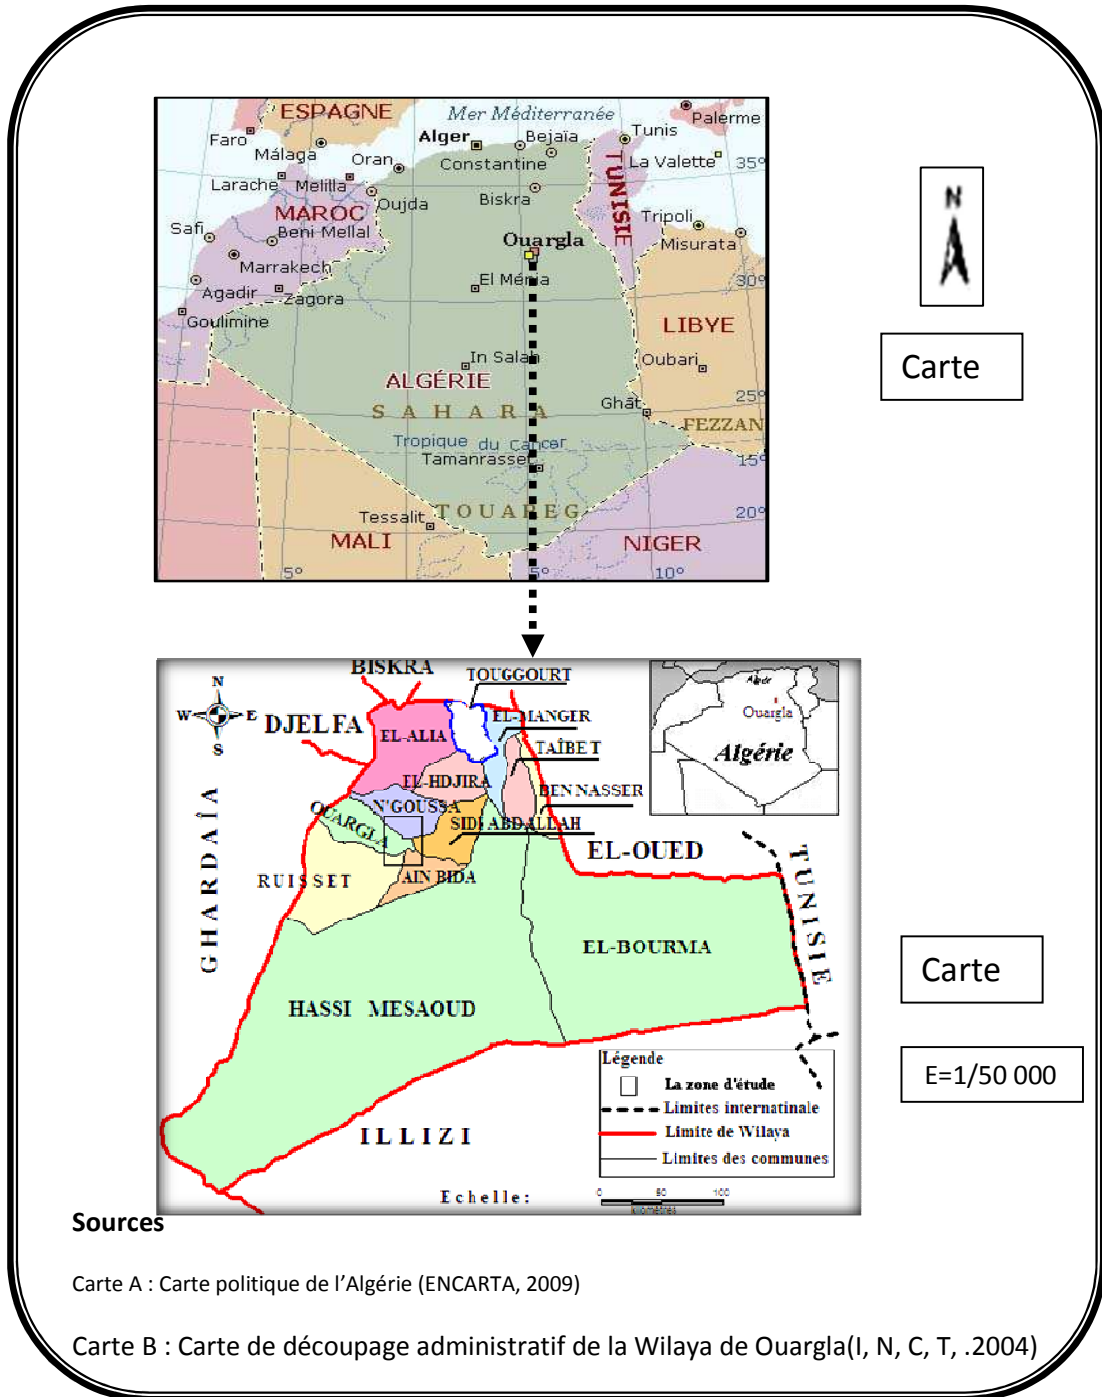 ESPAGNE
Mer Méditerranée
Palerme
Faro
Málaga
Alger
Bejaïa
Tunis
Oran
Constantine
La Valette
35°
Larache
Melilla
Oujda
Biskra
TUNISIE
MAROC
Safi
Beni Mellal
Tripoli
Ouargla
Misurata
Marrakech
El Ménia
30°
Agadir
Zagora
Goulimine
LIBYE
In Salah
Oubari
ALGÉRIE
25°
SAHARA
Ghāt
FEZZAN
Tropique du Cancer
15°
Tamanrasset
TOUAREG
20°
Tessalit
MALI
NIGER
5°
5°
10°
N
Carte
BISKRA
TOUGGOURT
N
W
E
S
DJELFA
EL-ALIA
EL-MANGER
TAÎBET
EL-HDJIRA
BEN NASSER
N'GOUSSA
OUARGLA
SIDI ABDALLAH
EL-OUED
RUISSET
AIN BIDA
GHARDAÎA
TUNISIE
EL-BOURMA
HASSI MESAOUD
ILLIZI
Alger
Ouargla
Algérie
Légende
La zone d'étude
Limites internatinale
Limite de Wilaya
Limites des communes
Echelle:
0 50 100
kilomètres
Carte
E=1/50 000
Sources
Carte A : Carte politique de l’Algérie (ENCARTA, 2009)
Carte B : Carte de découpage administratif de la Wilaya de Ouargla(I, N, C, T, .2004)